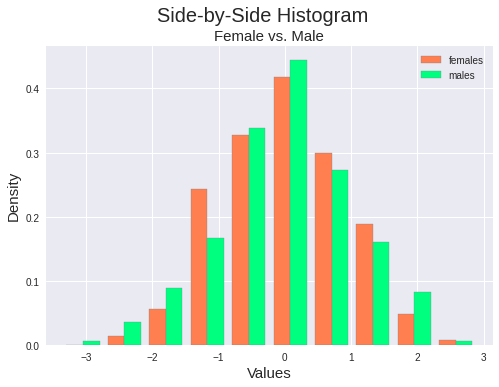 Side-by-Side Histogram
Female vs. Male
females
males
Density
0.4
0.3
0.2
0.1
0.0
−3
−2
−1
0
1
2
3
Values